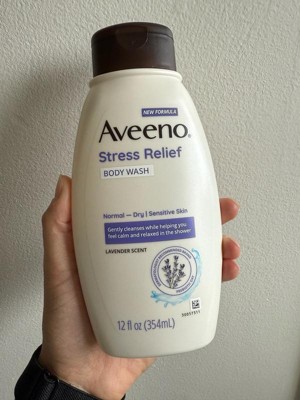 NEW FORMULA
Aveeno®
Stress Relief
BODY WASH
Normal — Dry | Sensitive Skin
Gently cleanses while helping you
feel calm and relaxed in the shower
LAVENDER SCENT
12 fl oz (354mL)